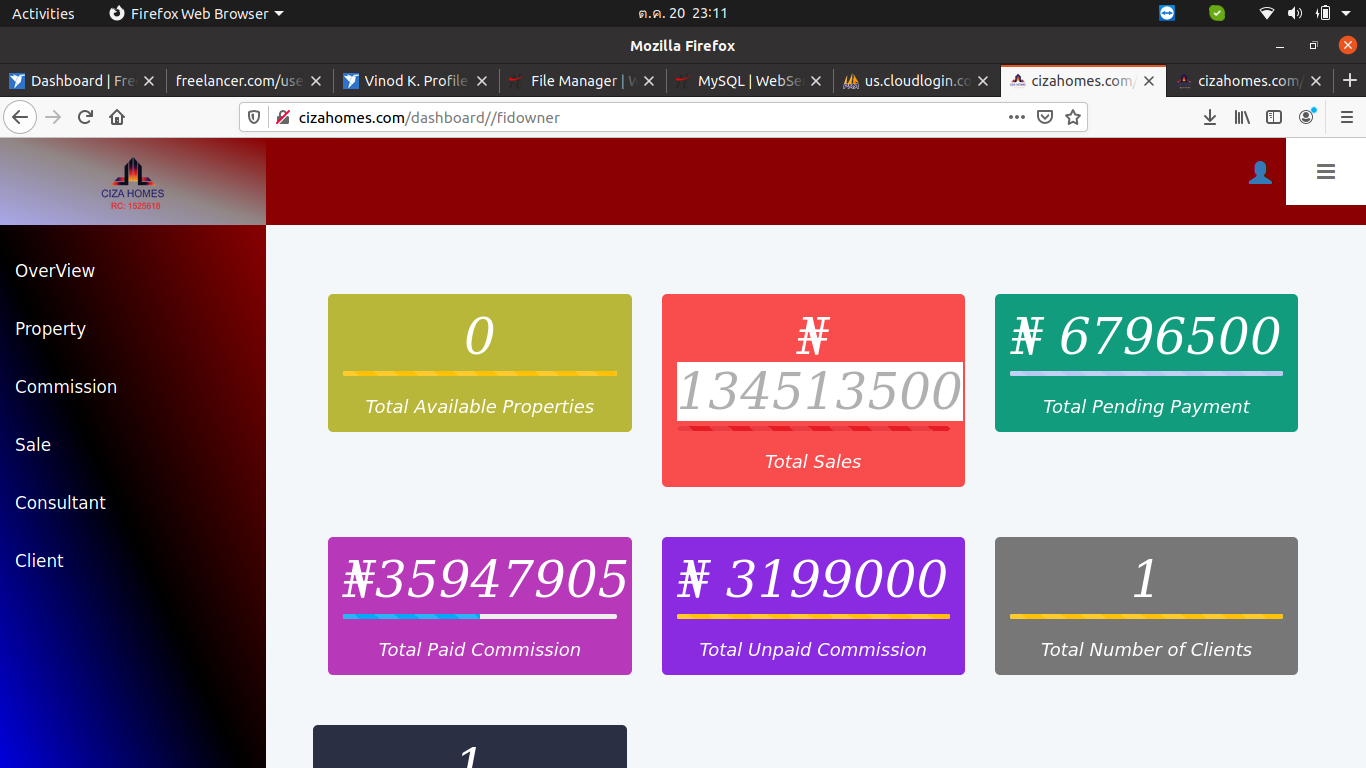 Activities
Firefox Web Browser
ต.ค. 20 23:11
Mozilla Firefox
Dashboard | Fre
freelancer.com/use
Vinod K. Profile
File Manager | W
MySQL | WebSe
us.cloudlogin.co
cizahomes.com/
cizahomes.com/
cizahomes.com/dashboard//fidowner
CIZA HOMES
RC: 1525618
OverView
Property
Commission
Sale
Consultant
Client
0
Total Available Properties
₦
134513500
Total Sales
₦ 6796500
Total Pending Payment
₦35947905
Total Paid Commission
₦ 3199000
Total Unpaid Commission
1
Total Number of Clients
1